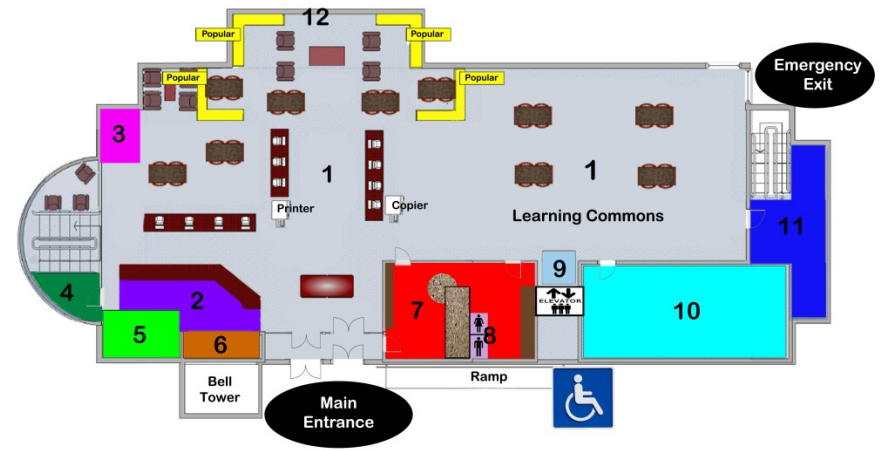 12
Popular
Popular
Popular
Popular
Emergency
Exit
3
1
1
Printer
Copier
Learning Commons
11
4
2
9
ELEVATOR
7
8
10
5
6
Bell
Tower
Main
Entrance
Ramp